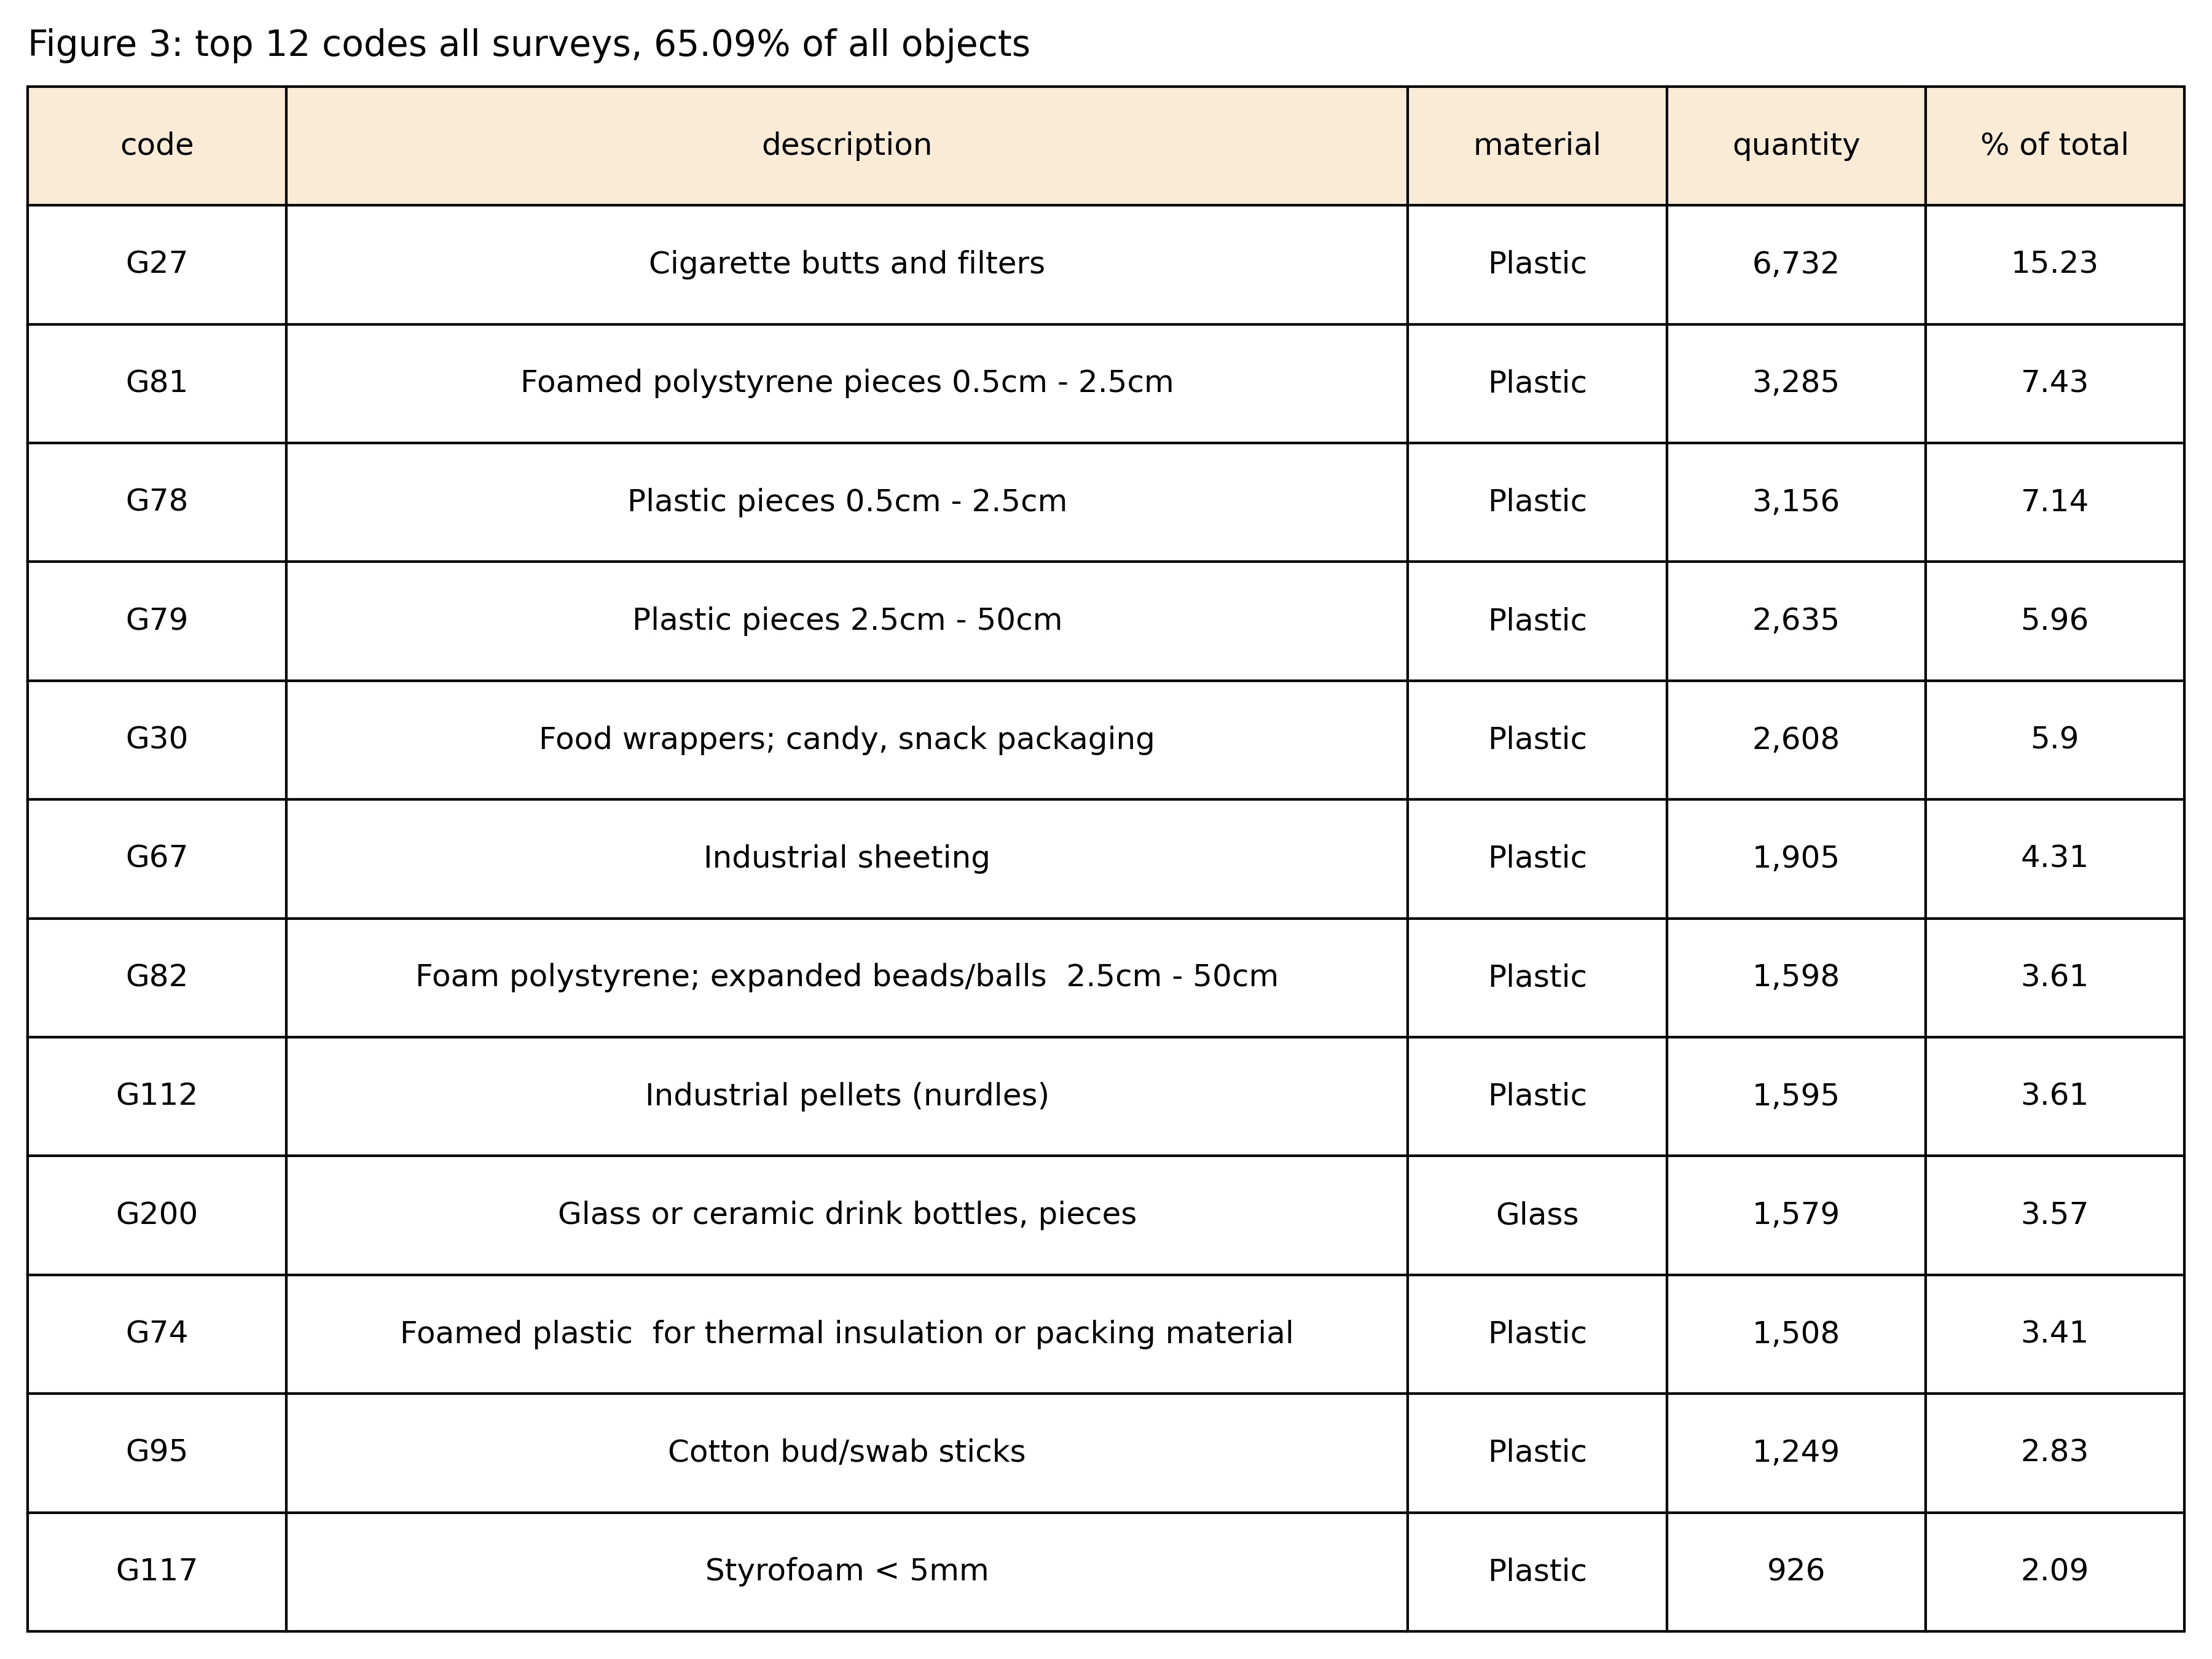 Figure 3: top 12 codes all surveys, 65.09% of all objects
code description material quantity % of total
G27 Cigarette butts and filters Plastic 6,732 15.23
G81 Foamed polystyrene pieces 0.5cm - 2.5cm Plastic 3,285 7.43
G78 Plastic pieces 0.5cm - 2.5cm Plastic 3,156 7.14
G79 Plastic pieces 2.5cm - 50cm Plastic 2,635 5.96
G30 Food wrappers; candy, snack packaging Plastic 2,608 5.9
G67 Industrial sheeting Plastic 1,905 4.31
G82 Foam polystyrene; expanded beads/balls  2.5cm - 50cm Plastic 1,598 3.61
G112 Industrial pellets (nurdles) Plastic 1,595 3.61
G200 Glass or ceramic drink bottles, pieces Glass 1,579 3.57
G74 Foamed plastic  for thermal insulation or packing material Plastic 1,508 3.41
G95 Cotton bud/swab sticks Plastic 1,249 2.83
G117 Styrofoam < 5mm Plastic 926 2.09